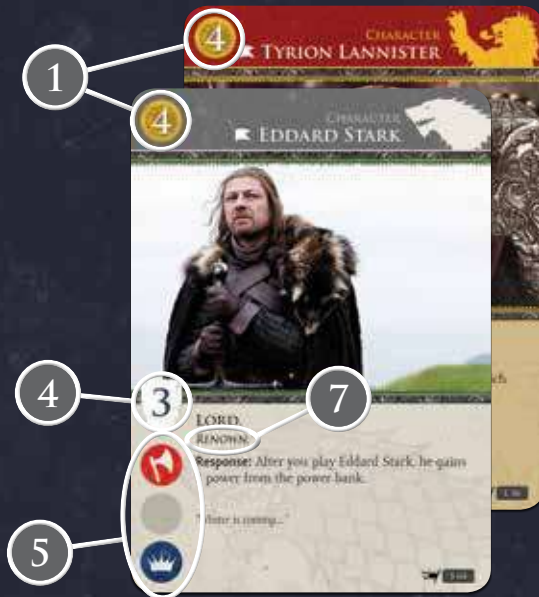 1
4
CHARACTER
TYRION LANNISTER
4
CHARACTER
EDDARD STARK
4
3
7
LORD.
RENOWN.
Response: After you play Eddard Stark, he gains
power from the power bank.
"Winter is coming..."
5